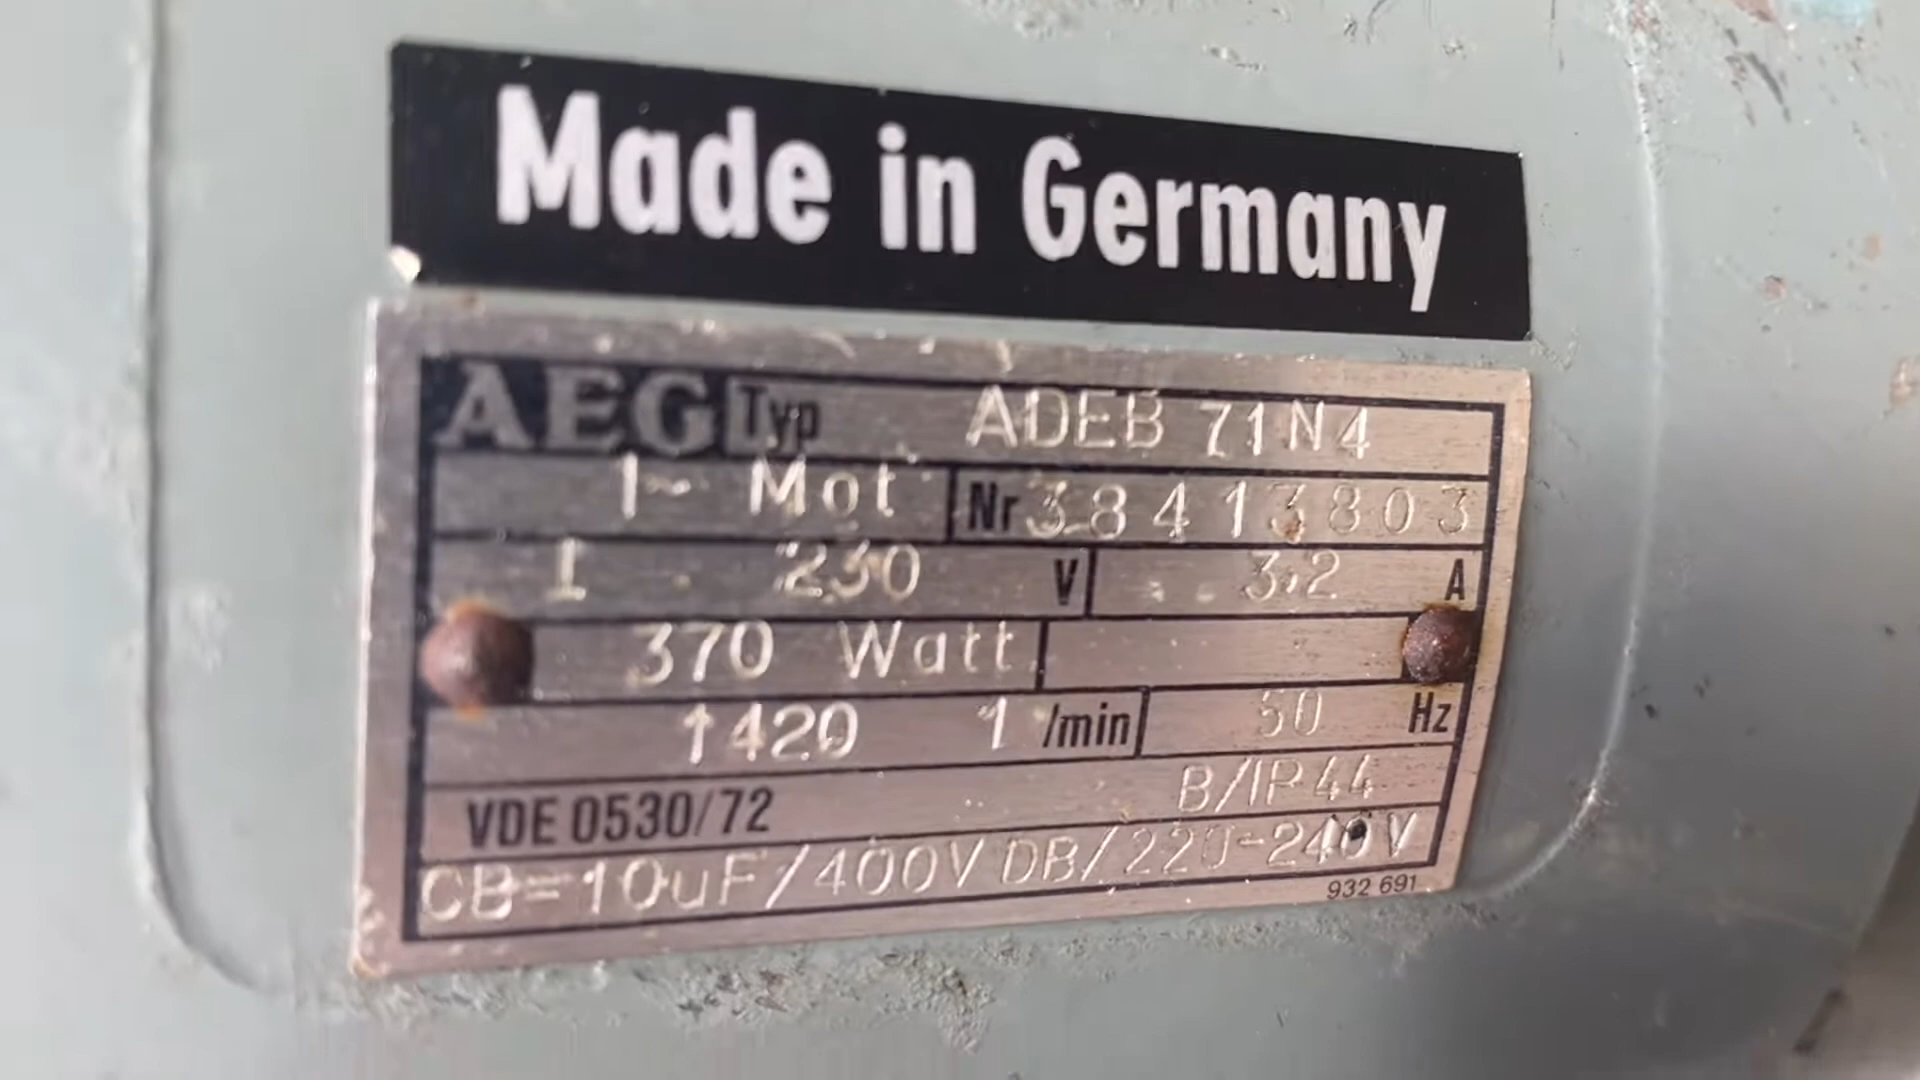 Made in Germany
AEG Typ ADEB 71N4
1~ Mot Nr 38413803
I 230 V 3,2 A
370 Watt
1420 1/min 50 Hz
VDE 0530/72 B/IP44
CB=10uF/400V DB/220-240V
932 691